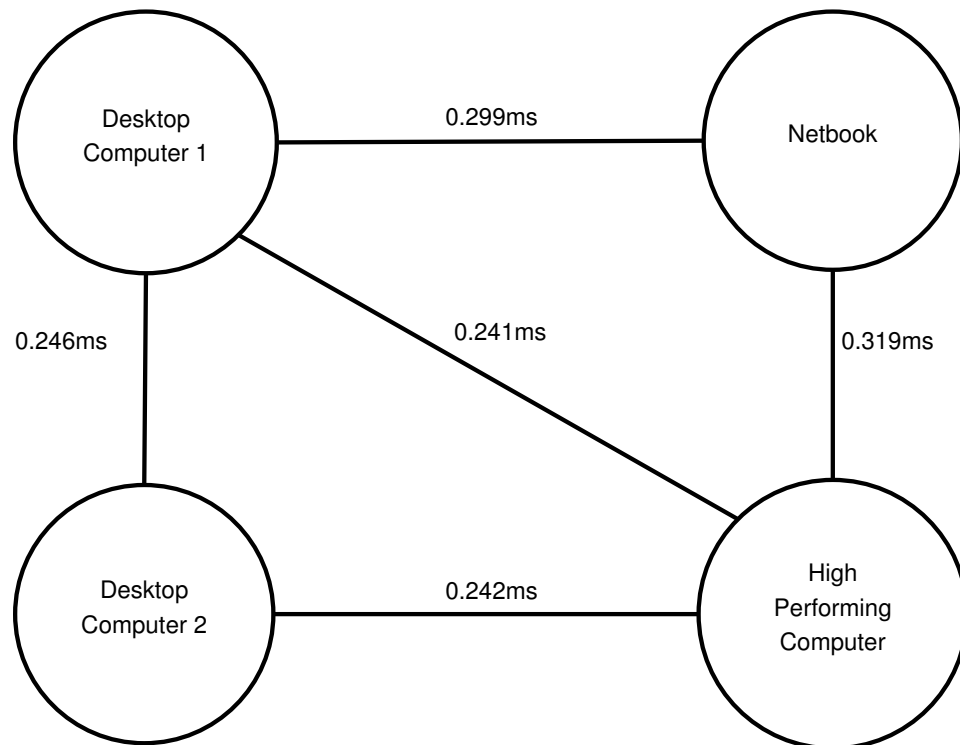 Desktop
Computer 1
0.299ms
Netbook
0.246ms
0.241ms
0.319ms
Desktop
Computer 2
0.242ms
High
Performing
Computer